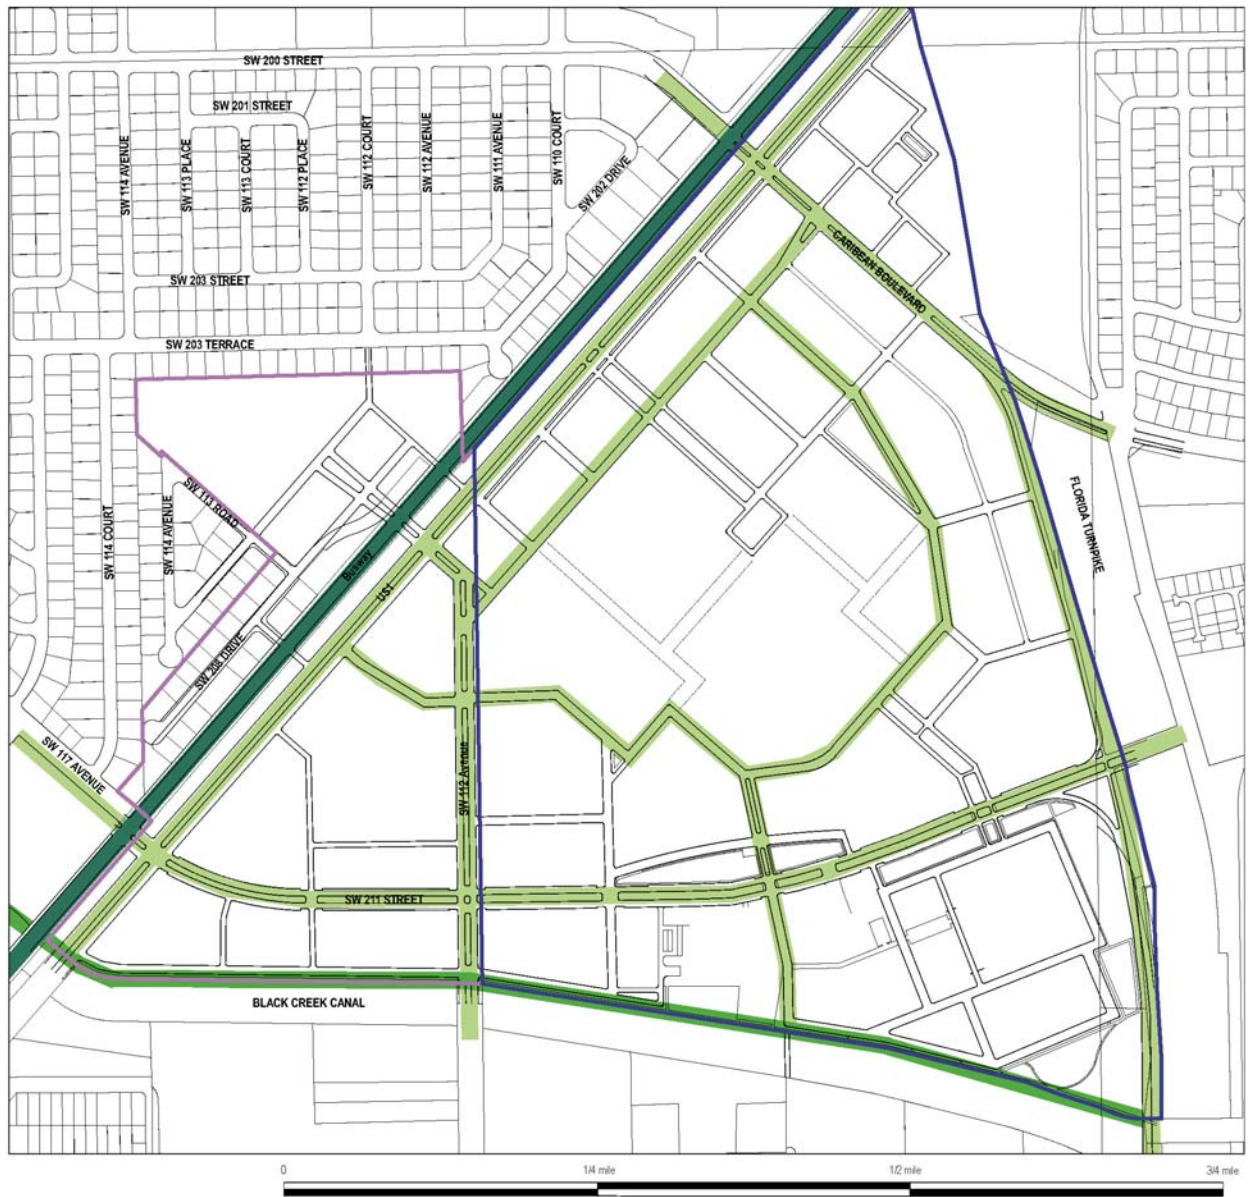 SW 200 STREET
SW 201 STREET
SW 114 AVENUE
SW 113 PLACE
SW 113 COURT
SW 112 PLACE
SW 112 COURT
SW 112 AVENUE
SW 111 AVENUE
SW 110 COURT
SW 202 DRIVE
CARIBEAN BOULEVARD
SW 203 STREET
SW 203 TERRACE
SW 113 ROAD
SW 114 COURT
SW 114 AVENUE
FLORIDA TURNPIKE
Busway
US1
SW 208 DRIVE
SW 117 AVENUE
SW 112 Avenue
SW 211 STREET
BLACK CREEK CANAL
0
1/4 mile
1/2 mile
3/4 mile